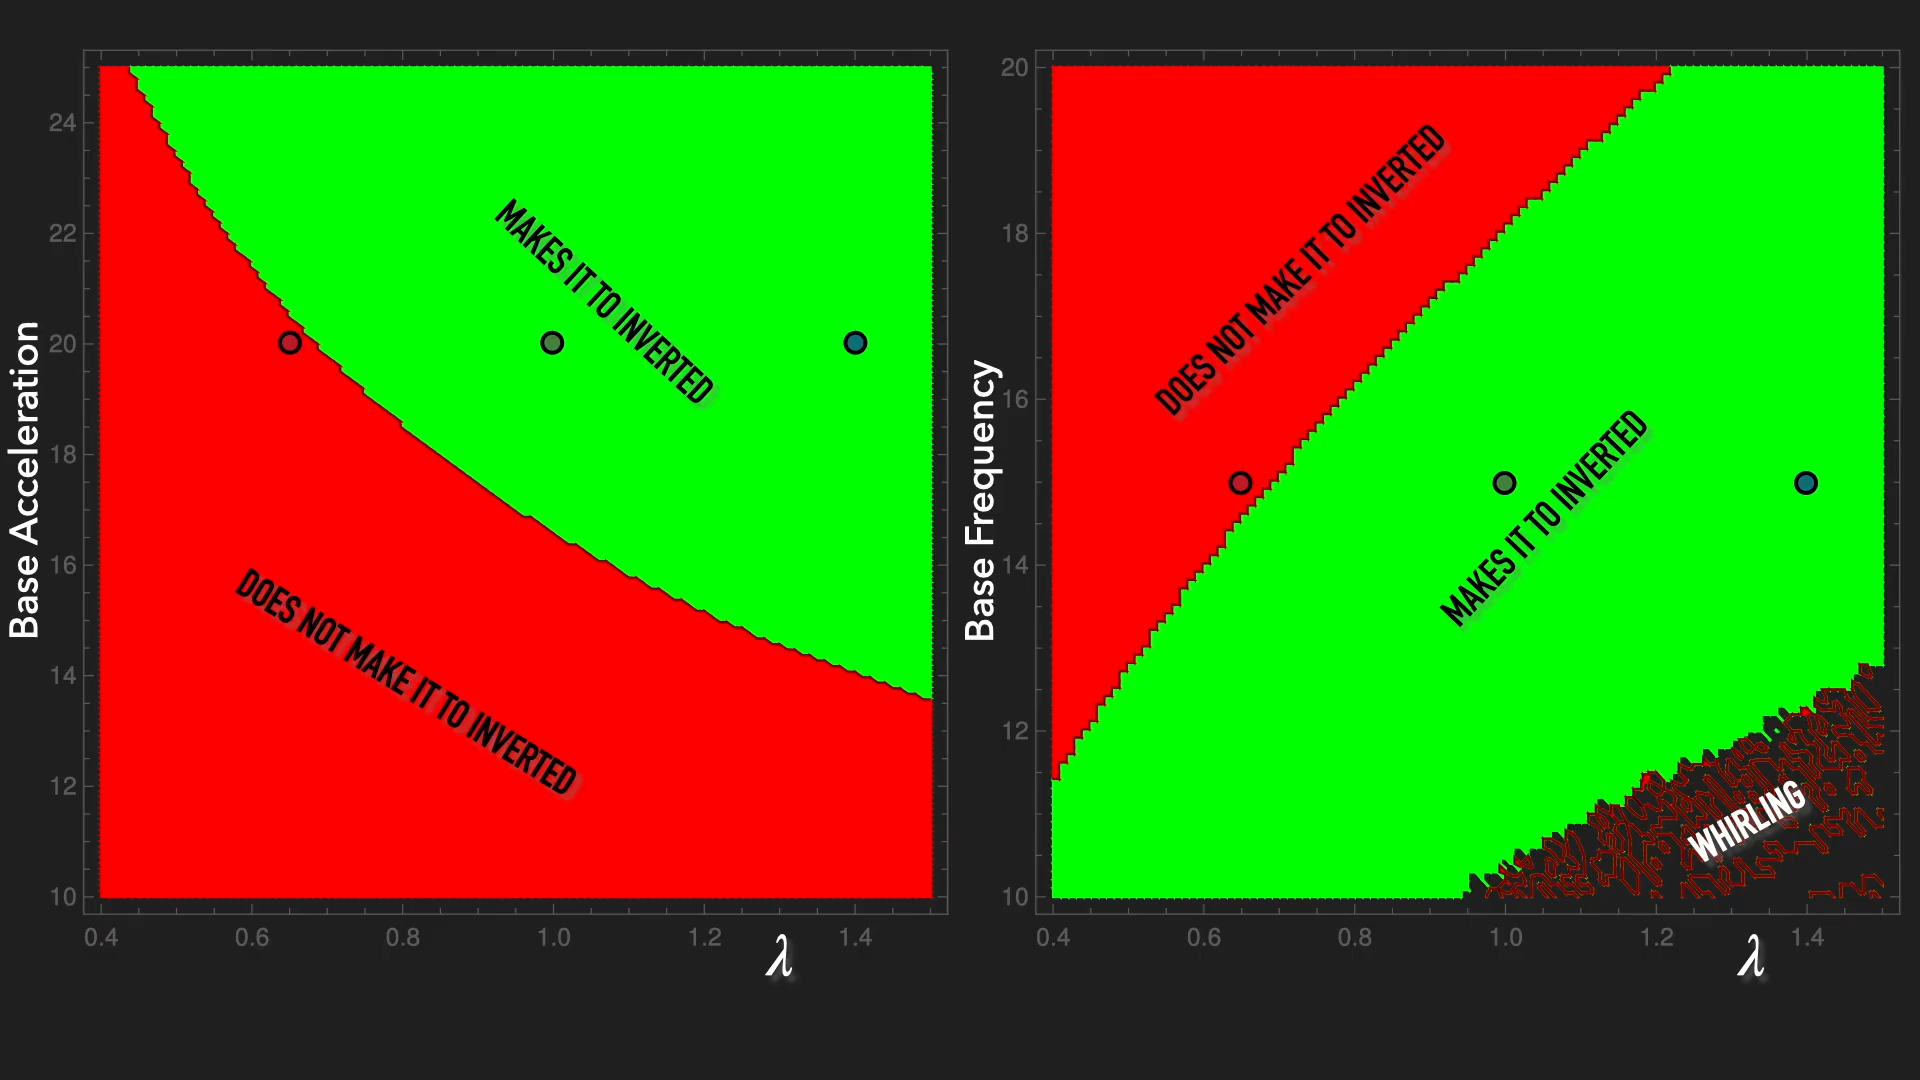 Base Acceleration
24
22
20
18
16
14
12
10
MAKES IT TO INVERTED
DOES NOT MAKE IT TO INVERTED
0.4 0.6 0.8 1.0 1.2 1.4
λ
Base Frequency
20
18
16
14
12
10
DOES NOT MAKE IT TO INVERTED
MAKES IT TO INVERTED
WHIRLING
0.4 0.6 0.8 1.0 1.2 1.4
λ